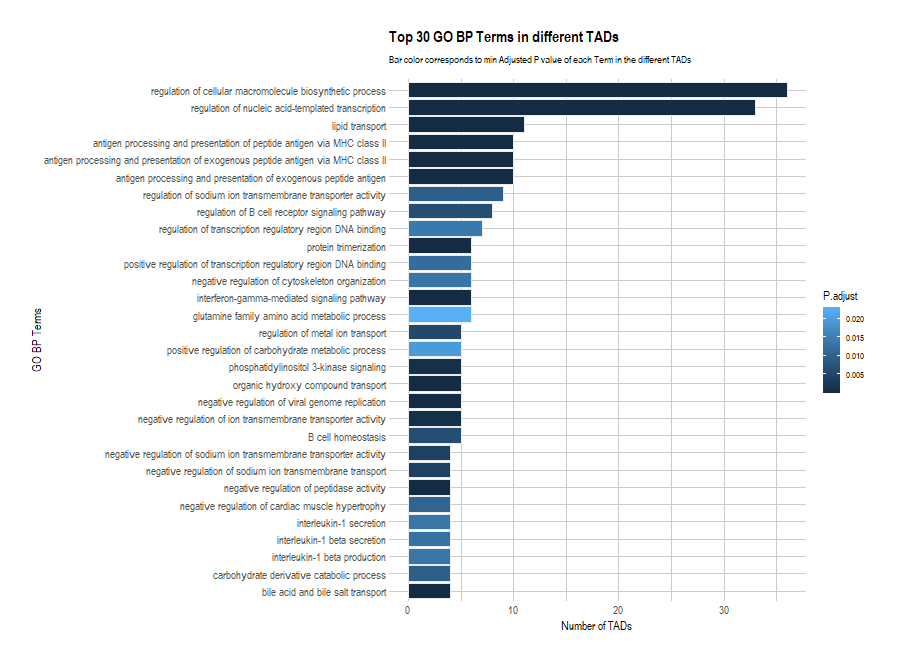 Top 30 GO BP Terms in different TADs
Bar color corresponds to min Adjusted P value of each Term in the different TADs
GO BP Terms
regulation of cellular macromolecule biosynthetic process
regulation of nucleic acid-templated transcription
lipid transport
antigen processing and presentation of peptide antigen via MHC class II
antigen processing and presentation of exogenous peptide antigen via MHC class II
antigen processing and presentation of exogenous peptide antigen
regulation of sodium ion transmembrane transporter activity
regulation of B cell receptor signaling pathway
regulation of transcription regulatory region DNA binding
protein trimerization
positive regulation of transcription regulatory region DNA binding
negative regulation of cytoskeleton organization
interferon-gamma-mediated signaling pathway
glutamine family amino acid metabolic process
regulation of metal ion transport
positive regulation of carbohydrate metabolic process
phosphatidylinositol 3-kinase signaling
organic hydroxy compound transport
negative regulation of viral genome replication
negative regulation of ion transmembrane transporter activity
B cell homeostasis
negative regulation of sodium ion transmembrane transporter activity
negative regulation of sodium ion transmembrane transport
negative regulation of peptidase activity
negative regulation of cardiac muscle hypertrophy
interleukin-1 secretion
interleukin-1 beta secretion
interleukin-1 beta production
carbohydrate derivative catabolic process
bile acid and bile salt transport
0 10 20 30
Number of TADs
P.adjust
0.020
0.015
0.010
0.005